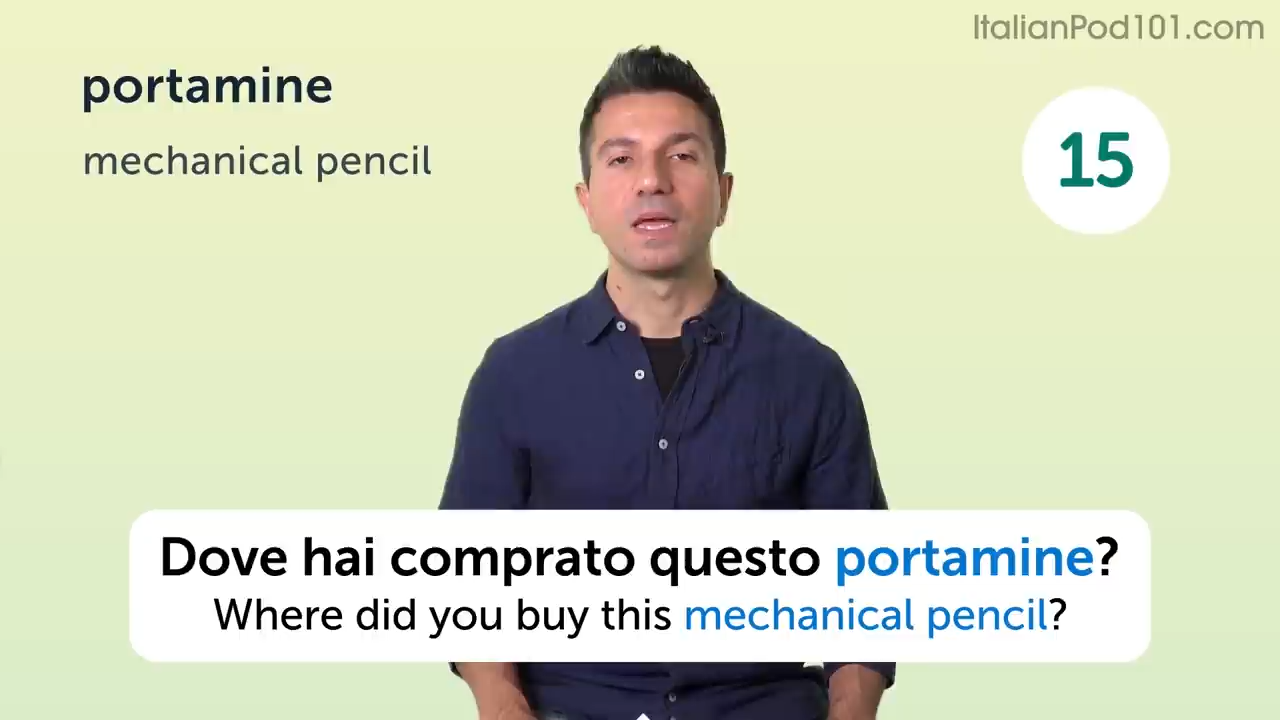 ItalianPod101.com
portamine
mechanical pencil
15
Dove hai comprato questo portamine?
Where did you buy this mechanical pencil?